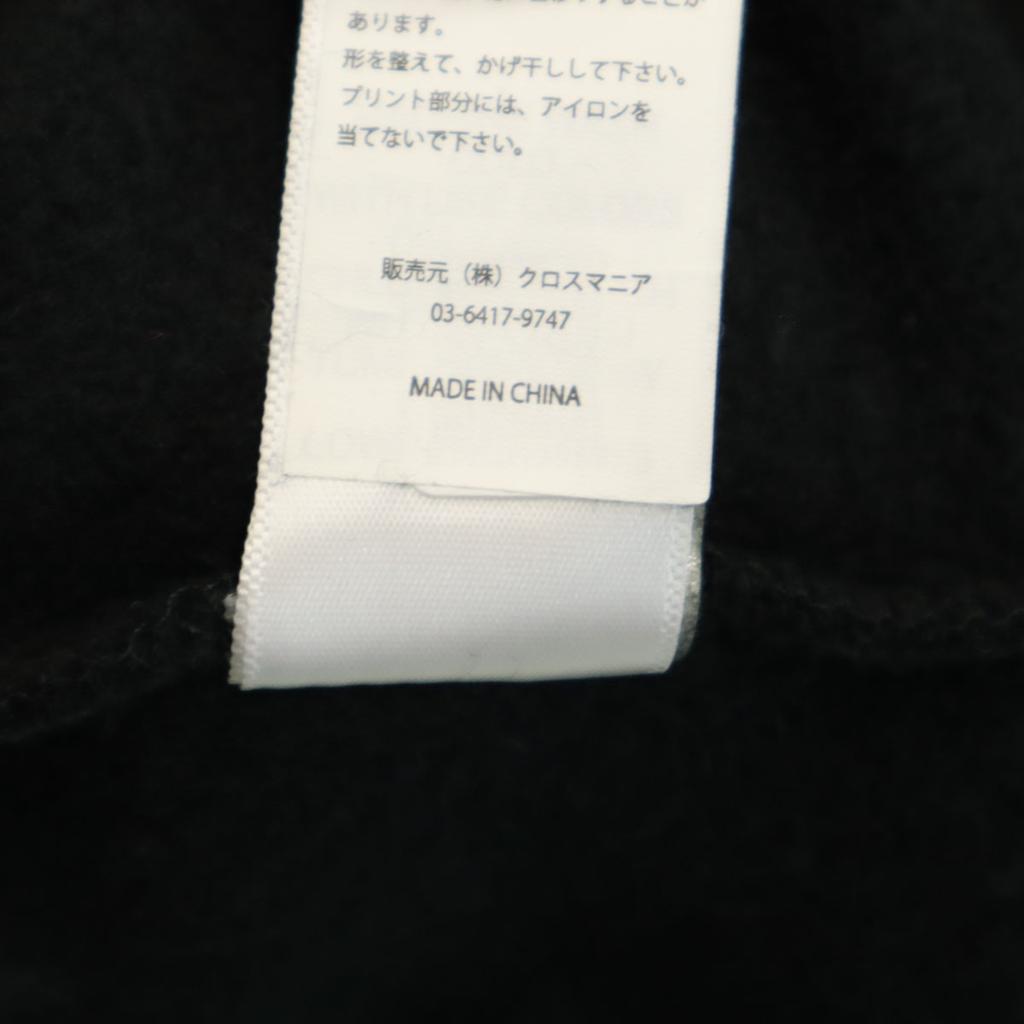 あります。
形を整えて、かげ干しして下さい。
プリント部分には、アイロンを
当てないで下さい。
販売元（株）クロスマニア
03-6417-9747
MADE IN CHINA